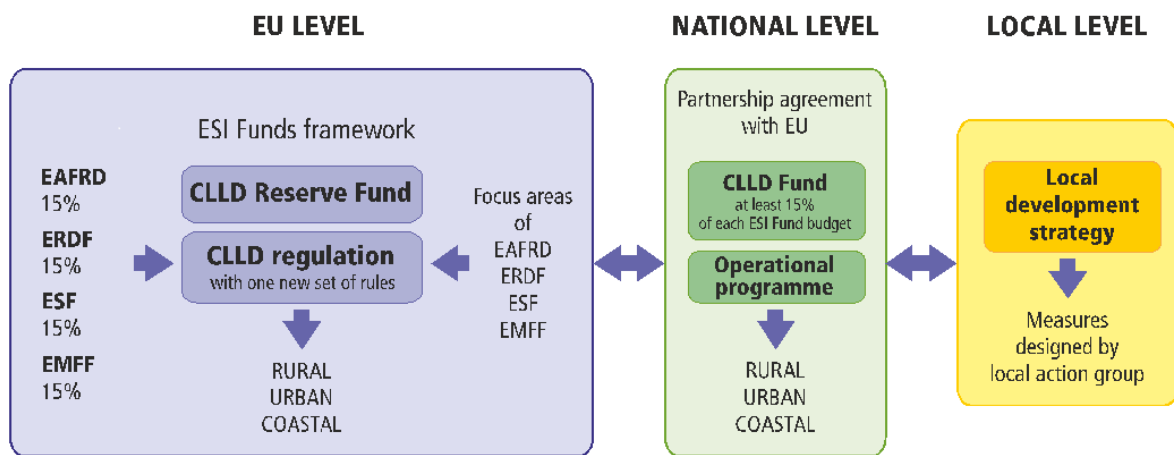 EU LEVEL
ESI Funds framework
EAFRD
15%
ERDF
15%
ESF
15%
EMFF
15%
CLLD Reserve Fund
CLLD regulation
with one new set of rules
RURAL
URBAN
COASTAL
Focus areas
of
EAFRD
ERDF
ESF
EMFF
NATIONAL LEVEL
Partnership agreement
with EU
CLLD Fund
at least 15%
of each ESI Fund budget
Operational
programme
RURAL
URBAN
COASTAL
LOCAL LEVEL
Local
development
strategy
Measures
designed by
local action group